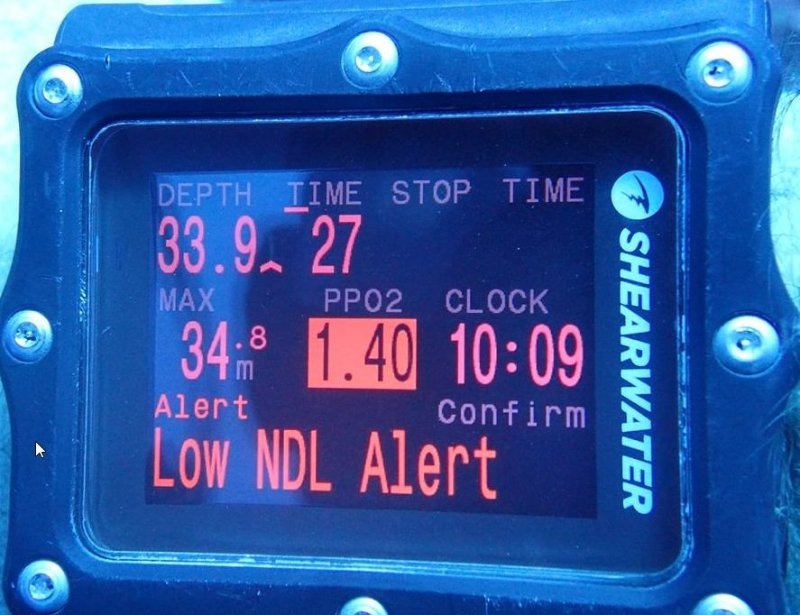 DEPTH TIME STOP TIME
33.9 27
MAX PPO2 CLOCK
34.8m 1.40 10:09
Alert Confirm
Low NDL Alert
SHEARWATER